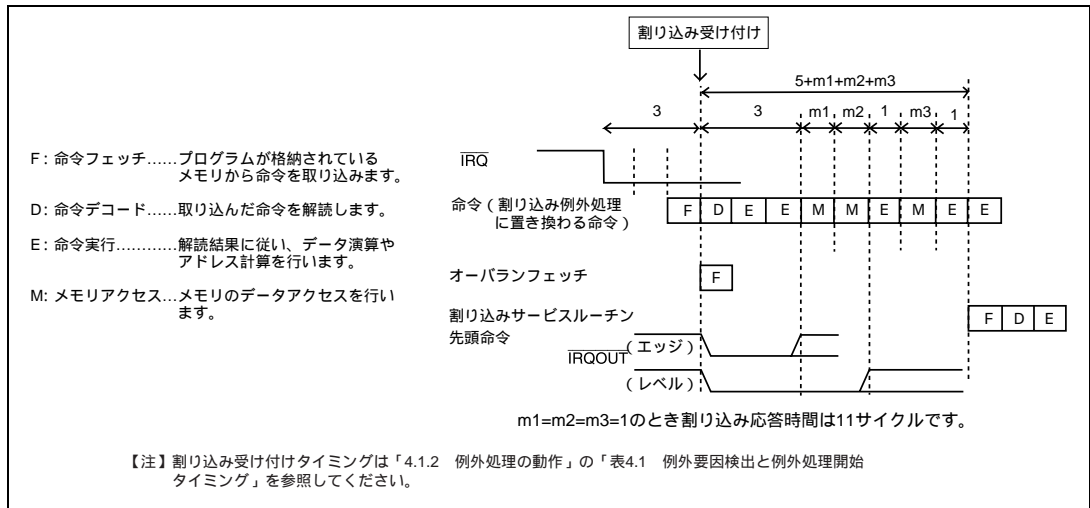 割り込み受け付け
5+m1+m2+m3
3 3 m1 m2 1 m3 1
F: 命令フェッチ……プログラムが格納されている
メモリから命令を取り込みます。
D: 命令デコード……取り込んだ命令を解読します。
E: 命令実行…………解読結果に従い、データ演算や
アドレス計算を行います。
M: メモリアクセス…メモリのデータアクセスを行い
ます。
IRQ
命令(割り込み例外処理
に置き換わる命令)
F D E E M M E M E E
オーバランフェッチ
F
割り込みサービスルーチン
先頭命令
F D E
IRQOUT
(エッジ)
(レベル)
m1=m2=m3=1のとき割り込み応答時間は11サイクルです。
【注】割り込み受け付けタイミングは「4.1.2 例外処理の動作」の「表4.1 例外要因検出と例外処理開始
タイミング」を参照してください。